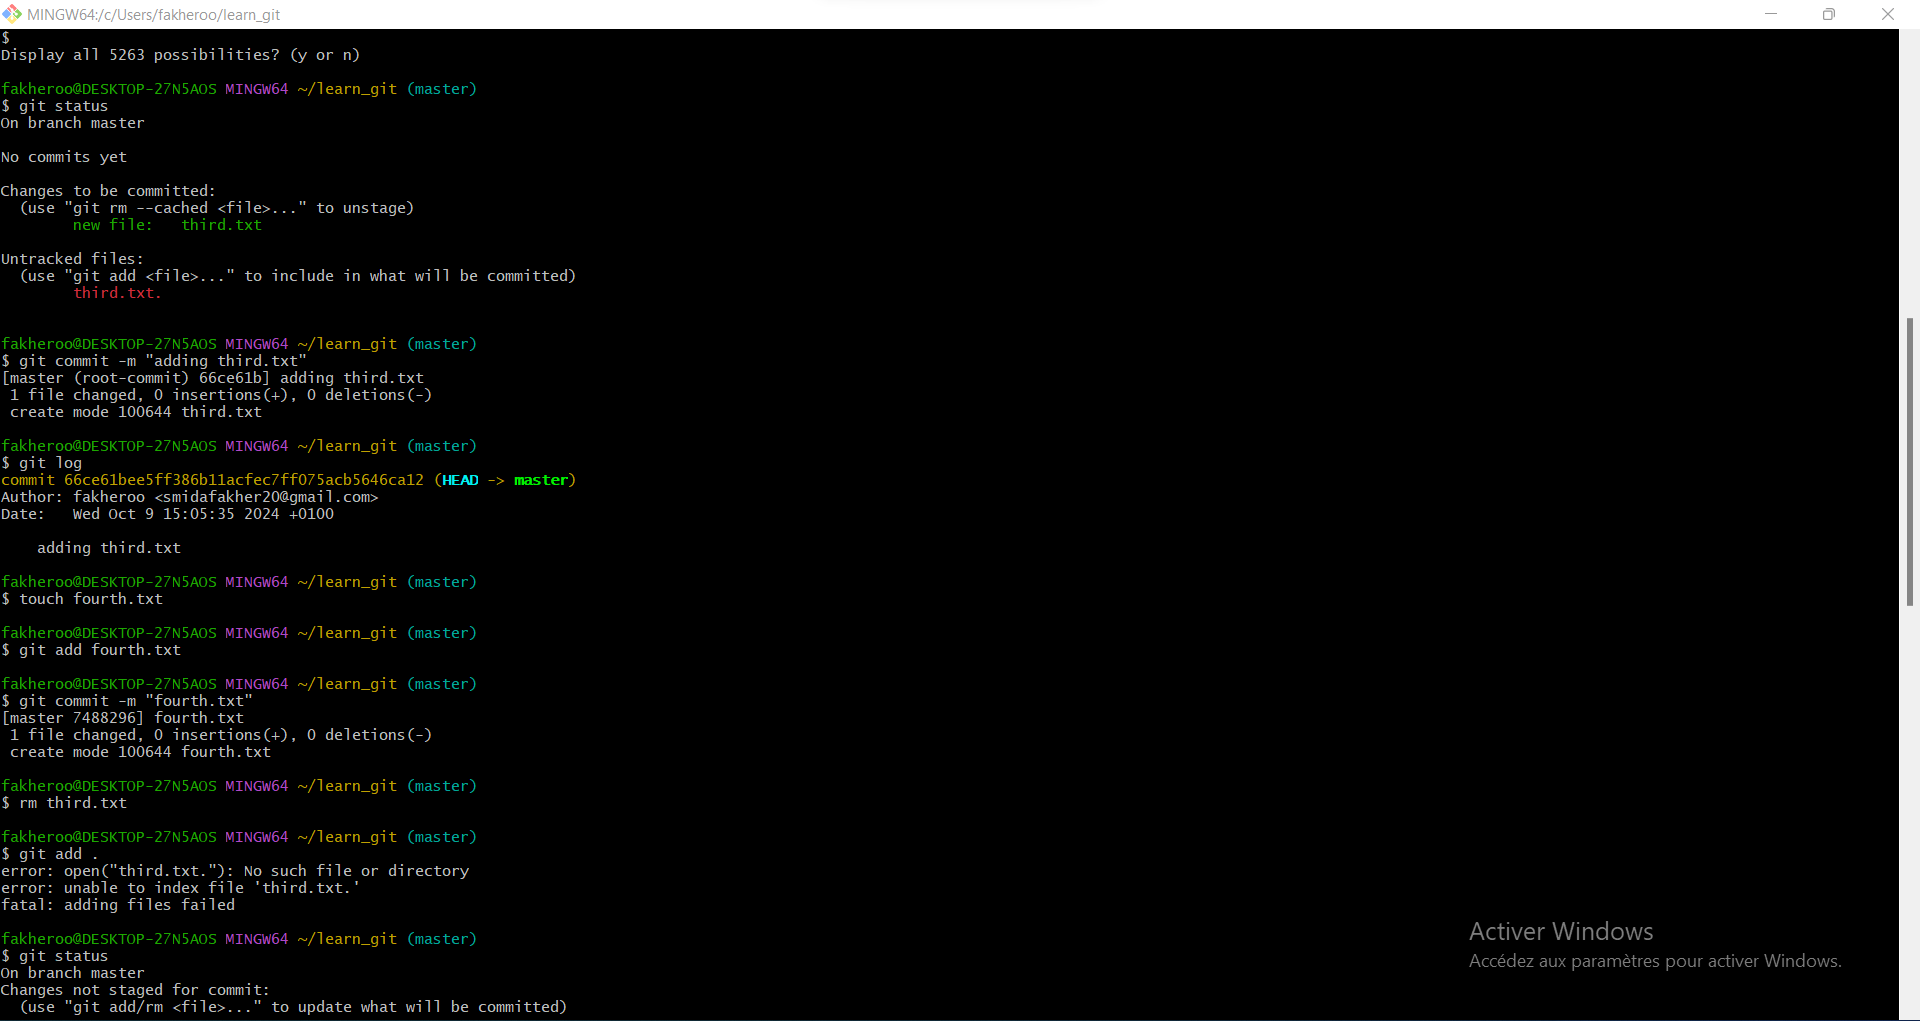 MINGW64:/c/Users/fakheroo/learn_git
$
Display all 5263 possibilities? (y or n)
fakheroo@DESKTOP-27N5AOS MINGW64 ~/learn_git (master)
$ git status
On branch master
No commits yet
Changes to be committed:
  (use "git rm --cached <file>..." to unstage)
        new file:   third.txt
Untracked files:
  (use "git add <file>..." to include in what will be committed)
        third.txt.
fakheroo@DESKTOP-27N5AOS MINGW64 ~/learn_git (master)
$ git commit -m "adding third.txt"
[master (root-commit) 66ce61b] adding third.txt
 1 file changed, 0 insertions(+), 0 deletions(-)
 create mode 100644 third.txt
fakheroo@DESKTOP-27N5AOS MINGW64 ~/learn_git (master)
$ git log
commit 66ce61bee5ff386b11acfec7ff075acb5646ca12 (HEAD -> master)
Author: fakheroo <smidafakher20@gmail.com>
Date:   Wed Oct 9 15:05:35 2024 +0100
    adding third.txt
fakheroo@DESKTOP-27N5AOS MINGW64 ~/learn_git (master)
$ touch fourth.txt
fakheroo@DESKTOP-27N5AOS MINGW64 ~/learn_git (master)
$ git add fourth.txt
fakheroo@DESKTOP-27N5AOS MINGW64 ~/learn_git (master)
$ git commit -m "fourth.txt"
[master 7488296] fourth.txt
 1 file changed, 0 insertions(+), 0 deletions(-)
 create mode 100644 fourth.txt
fakheroo@DESKTOP-27N5AOS MINGW64 ~/learn_git (master)
$ rm third.txt
fakheroo@DESKTOP-27N5AOS MINGW64 ~/learn_git (master)
$ git add .
error: open("third.txt."): No such file or directory
error: unable to index file 'third.txt.'
fatal: adding files failed
fakheroo@DESKTOP-27N5AOS MINGW64 ~/learn_git (master)
$ git status
On branch master
Changes not staged for commit:
  (use "git add/rm <file>..." to update what will be committed)
Activer Windows
Accédez aux paramètres pour activer Windows.